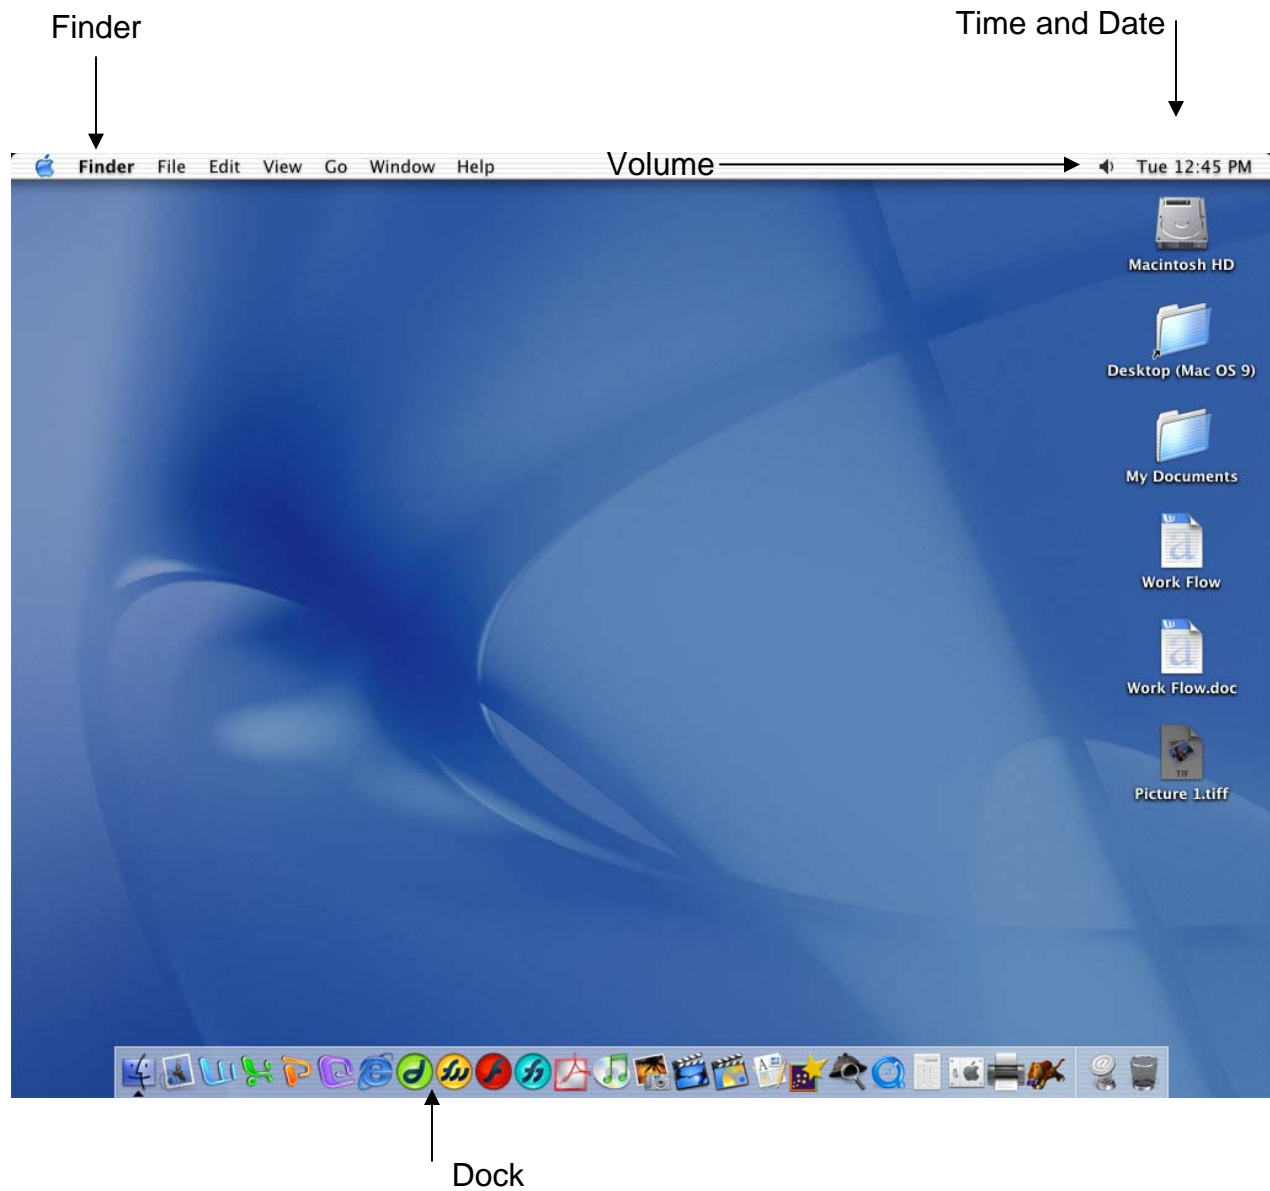 Finder
Time and Date
Finder File Edit View Go Window Help Volume Tue 12:45 PM
Macintosh HD
Desktop (Mac OS 9)
My Documents
Work Flow
Work Flow.doc
TIF
Picture 1.tiff
Dock